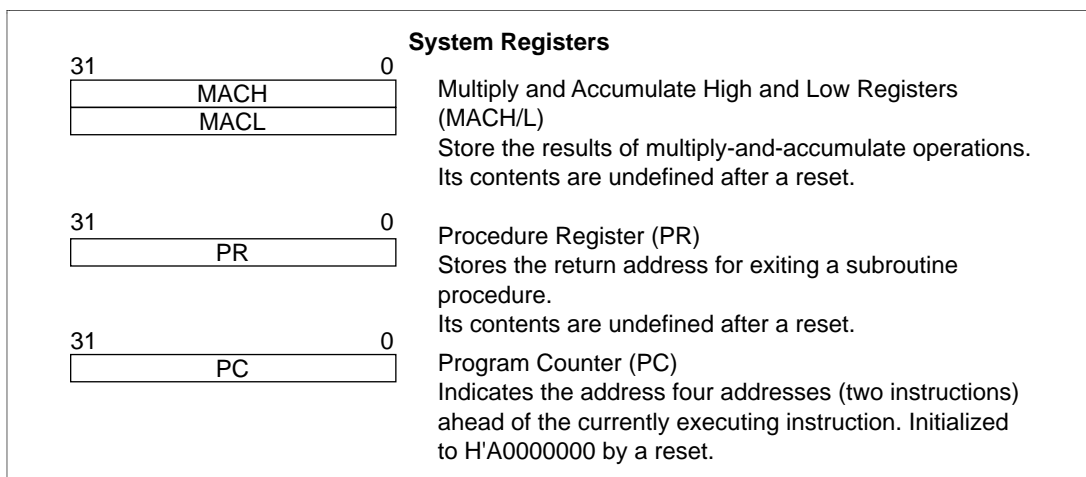 System Registers
31 0
MACH
MACL
Multiply and Accumulate High and Low Registers
(MACH/L)
Store the results of multiply-and-accumulate operations.
Its contents are undefined after a reset.
31 0
PR
Procedure Register (PR)
Stores the return address for exiting a subroutine
procedure.
Its contents are undefined after a reset.
31 0
PC
Program Counter (PC)
Indicates the address four addresses (two instructions)
ahead of the currently executing instruction. Initialized
to H'A0000000 by a reset.